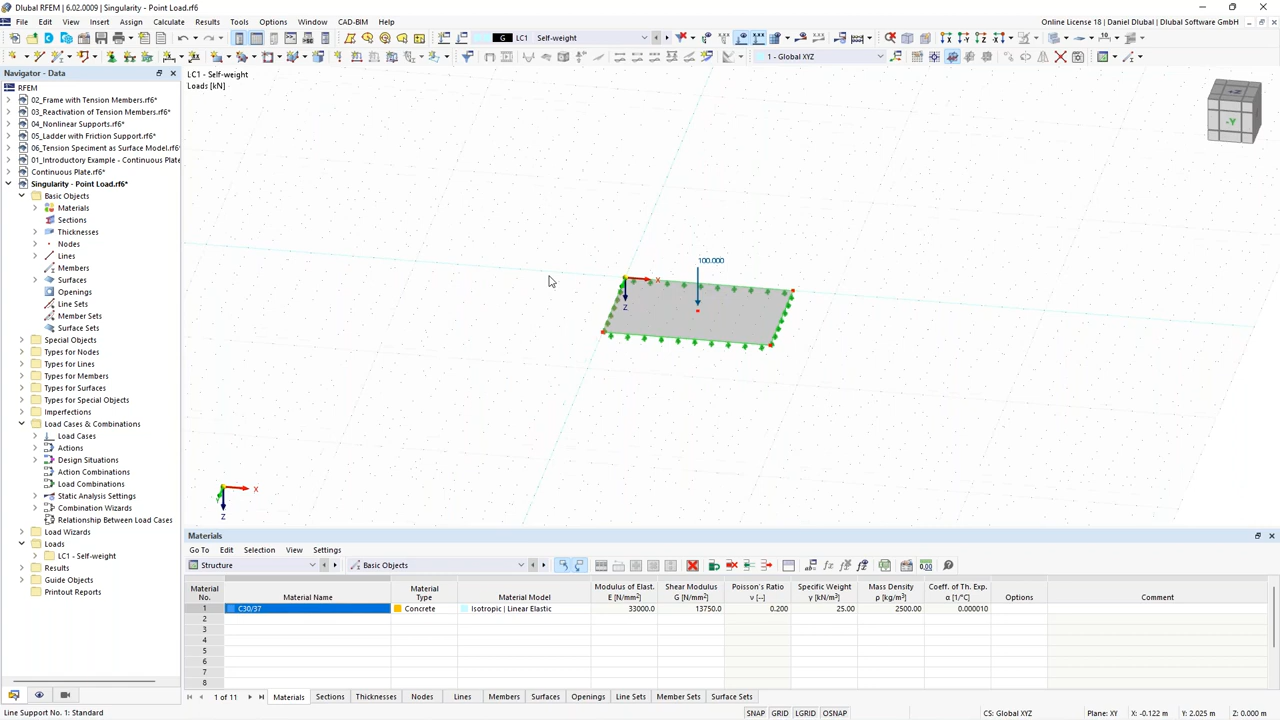 Dlubal RFEM | 6.02.0009 | Singularity - Point Load.rf6*
File Edit View Insert Assign Calculate Results Tools Options Window CAD-BIM Help
Online License 18 | Daniel Dlubal | Dlubal Software GmbH
G LC1 Self-weight
1 - Global XYZ
Navigator - Data
RFEM
02_Frame with Tension Members.rf6*
03_Reactivation of Tension Members.rf6*
04_Nonlinear Supports.rf6*
05_Ladder with Friction Support.rf6*
06_Tension Speciment as Surface Model.rf6*
01_Introductory Example - Continuous Plate
Continuous Plate.rf6*
Singularity - Point Load.rf6*
Basic Objects
Materials
Sections
Thicknesses
Nodes
Lines
Members
Surfaces
Openings
Line Sets
Member Sets
Surface Sets
Special Objects
Types for Nodes
Types for Lines
Types for Members
Types for Surfaces
Types for Special Objects
Imperfections
Load Cases & Combinations
Load Cases
Actions
Design Situations
Action Combinations
Load Combinations
Static Analysis Settings
Combination Wizards
Relationship Between Load Cases
Load Wizards
Loads
LC1 - Self-weight
Results
Guide Objects
Printout Reports
LC1 - Self-weight
Loads [kN]
+Z
-Y
100.000
X
Z
X
Z
Materials
Go To Edit Selection View Settings
Structure
Basic Objects
Material No. Material Name Material Type Material Model Modulus of Elast. E [N/mm²] Shear Modulus G [N/mm²] Poisson's Ratio ν [--] Specific Weight γ [kN/m³] Mass Density ρ [kg/m³] Coeff. of Th. Exp. α [1/°C] Options Comment
1 C30/37 Concrete Isotropic | Linear Elastic 33000.0 13750.0 0.200 25.00 2500.00 0.000010
2
3
4
5
6
7
8
1 of 11 Materials Sections Thicknesses Nodes Lines Members Surfaces Openings Line Sets Member Sets Surface Sets
Line Support No. 1: Standard
SNAP GRID LGRID OSNAP CS: Global XYZ Plane: XY X: -0.122 m Y: 2.025 m Z: 0.000 m